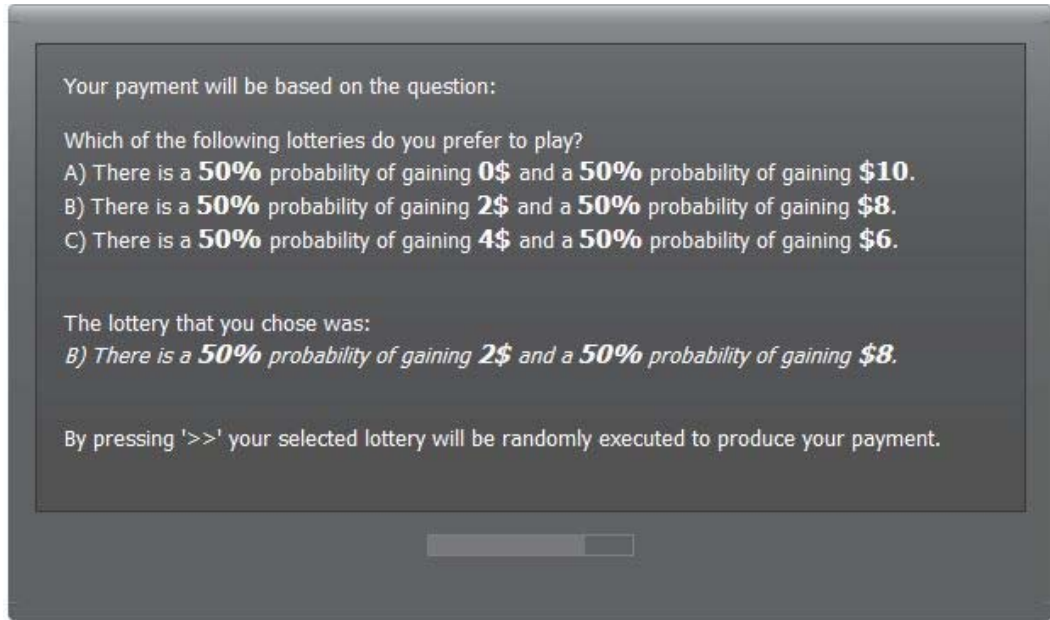 Your payment will be based on the question:
Which of the following lotteries do you prefer to play?
A) There is a 50% probability of gaining 0$ and a 50% probability of gaining $10.
B) There is a 50% probability of gaining 2$ and a 50% probability of gaining $8.
C) There is a 50% probability of gaining 4$ and a 50% probability of gaining $6.
The lottery that you chose was:
B) There is a 50% probability of gaining 2$ and a 50% probability of gaining $8.
By pressing '>>' your selected lottery will be randomly executed to produce your payment.